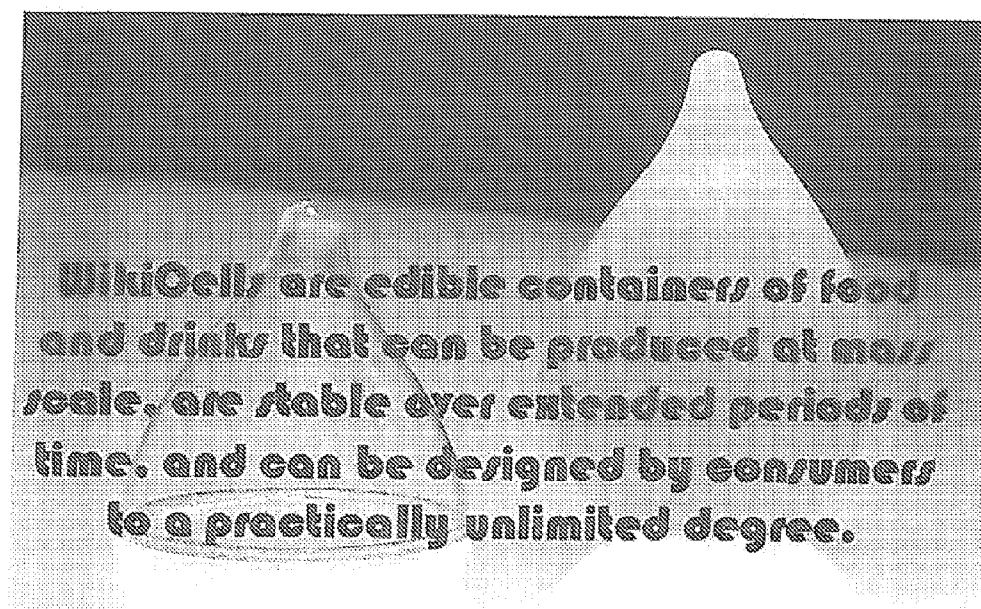 WikiCells are edible containers of food
and drinks that can be produced at mass
scale, are stable over extended periods of
time, and can be designed by consumers
to a practically unlimited degree.